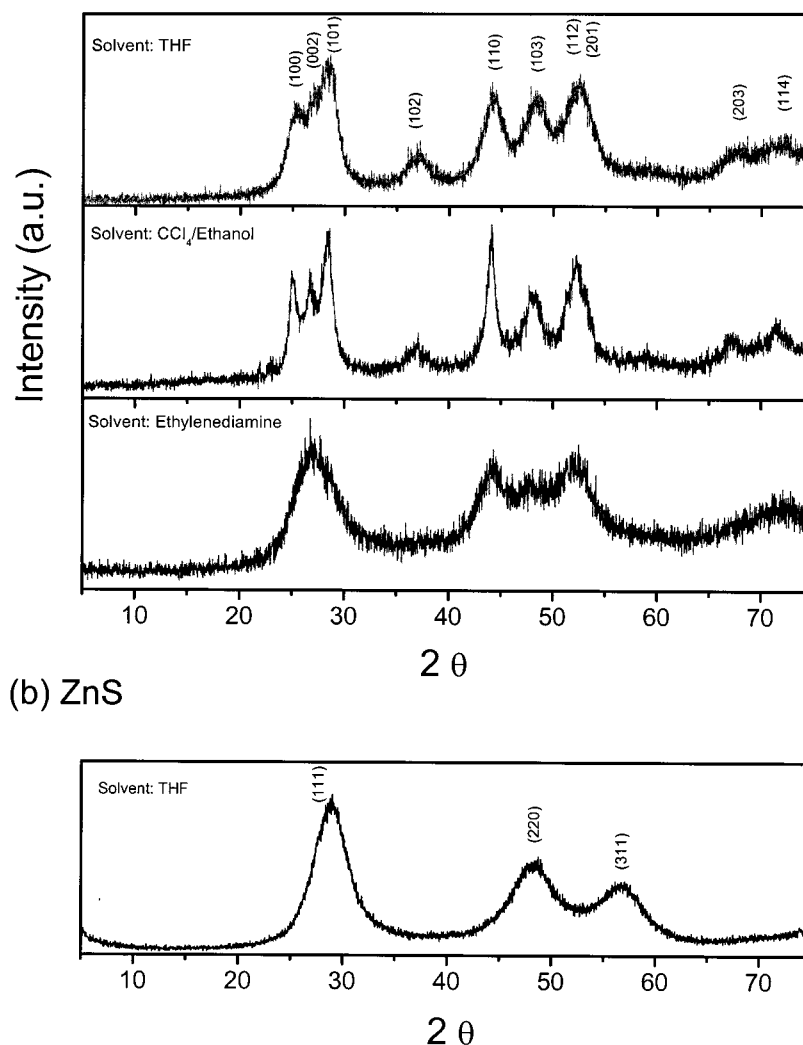 Solvent: THF
(100)
(002)
(101)
(102)
(110)
(103)
(112)
(201)
(203)
(114)
Solvent: CCl₄/Ethanol
Solvent: Ethylenediamine
Intensity (a.u.)
10 20 30 40 50 60 70
2 θ
(b) ZnS
Solvent: THF
(111)
(220)
(311)
10 20 30 40 50 60 70
2 θ